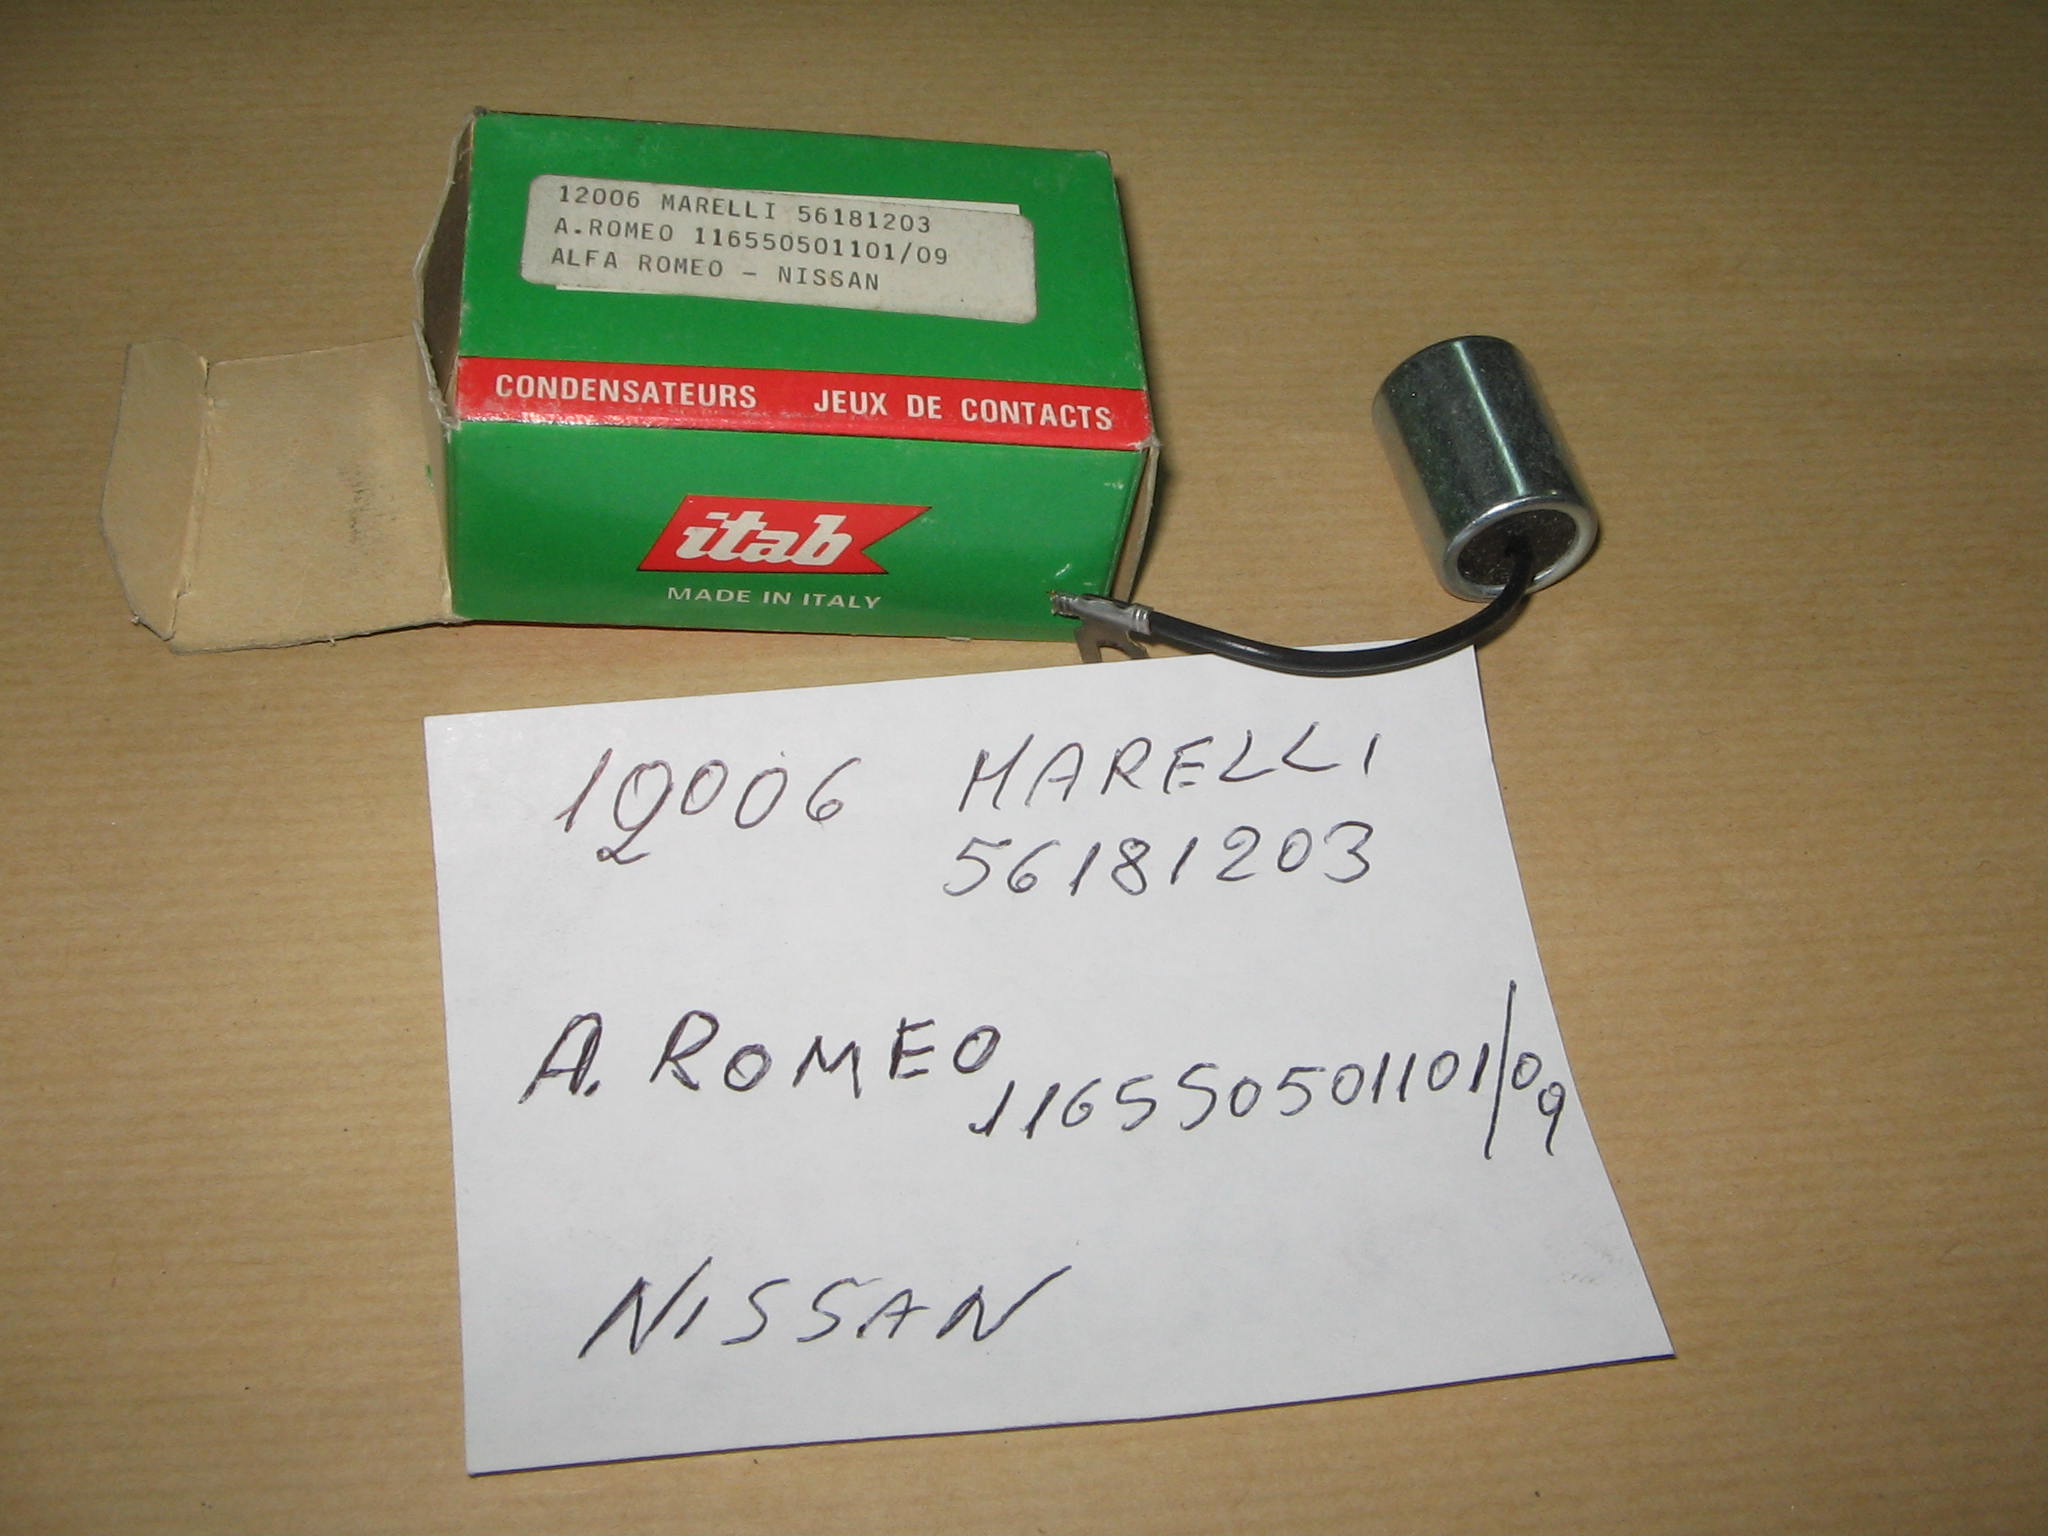 12006 MARELLI 56181203
A.ROMEO 116550501101/09
ALFA ROMEO - NISSAN
CONDENSATEURS JEUX DE CONTACTS
itab
MADE IN ITALY
12006 MARELLI
56181203
A. ROMEO 116550501101/09
NISSAN